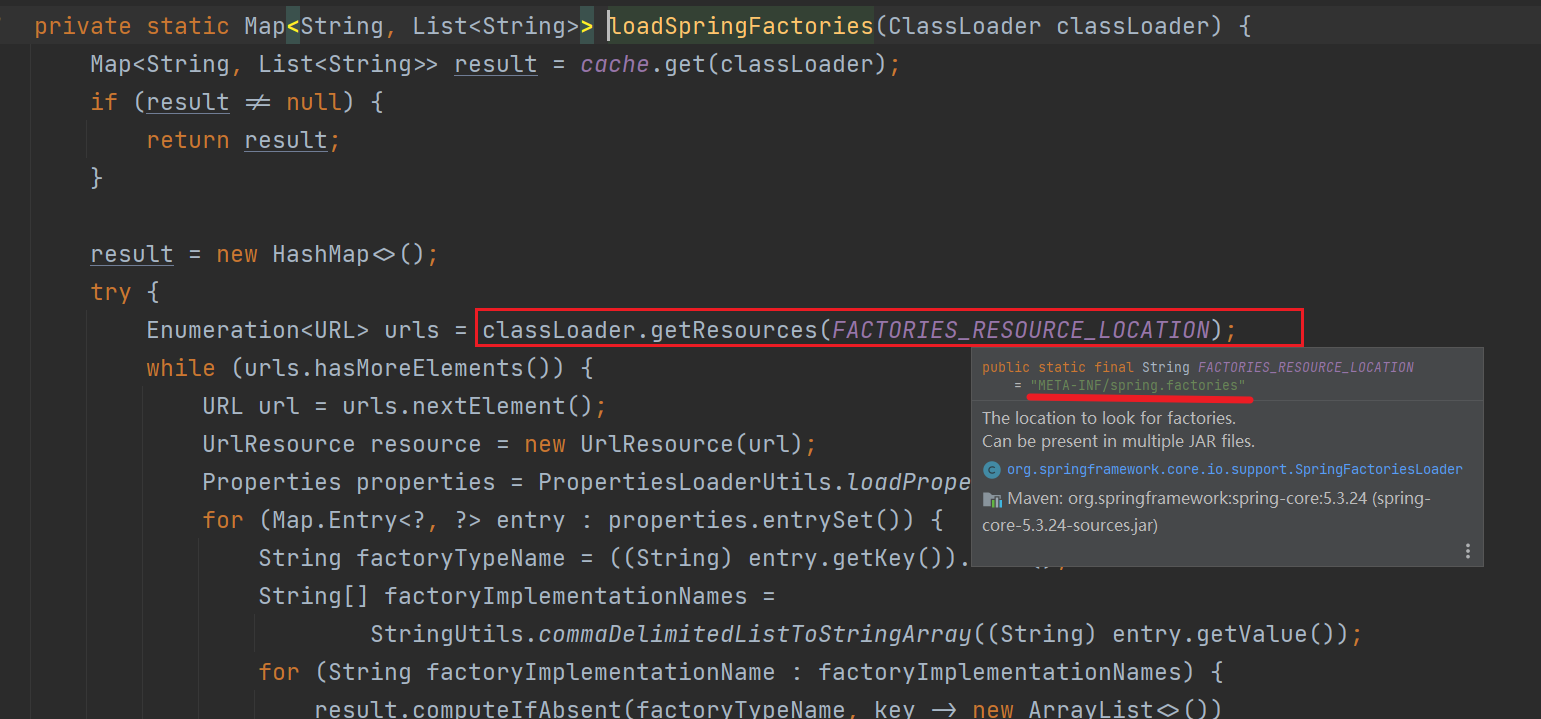 private static Map<String, List<String>> loadSpringFactories(ClassLoader classLoader) {
Map<String, List<String>> result = cache.get(classLoader);
if (result != null) {
return result;
}
result = new HashMap<>();
try {
Enumeration<URL> urls = classLoader.getResources(FACTORIES_RESOURCE_LOCATION);
while (urls.hasMoreElements()) {
URL url = urls.nextElement();
UrlResource resource = new UrlResource(url);
Properties properties = PropertiesLoaderUtils.loadPrope
for (Map.Entry<?, ?> entry : properties.entrySet()) {
String factoryTypeName = ((String) entry.getKey()).
String[] factoryImplementationNames =
StringUtils.commaDelimitedListToStringArray((String) entry.getValue());
for (String factoryImplementationName : factoryImplementationNames) {
result.computeIfAbsent(factoryTypeName, key -> new ArrayList<>())
public static final String FACTORIES_RESOURCE_LOCATION
= "META-INF/spring.factories"
The location to look for factories.
Can be present in multiple JAR files.
C org.springframework.core.io.support.SpringFactoriesLoader
Maven: org.springframework:spring-core:5.3.24 (spring-
core-5.3.24-sources.jar)